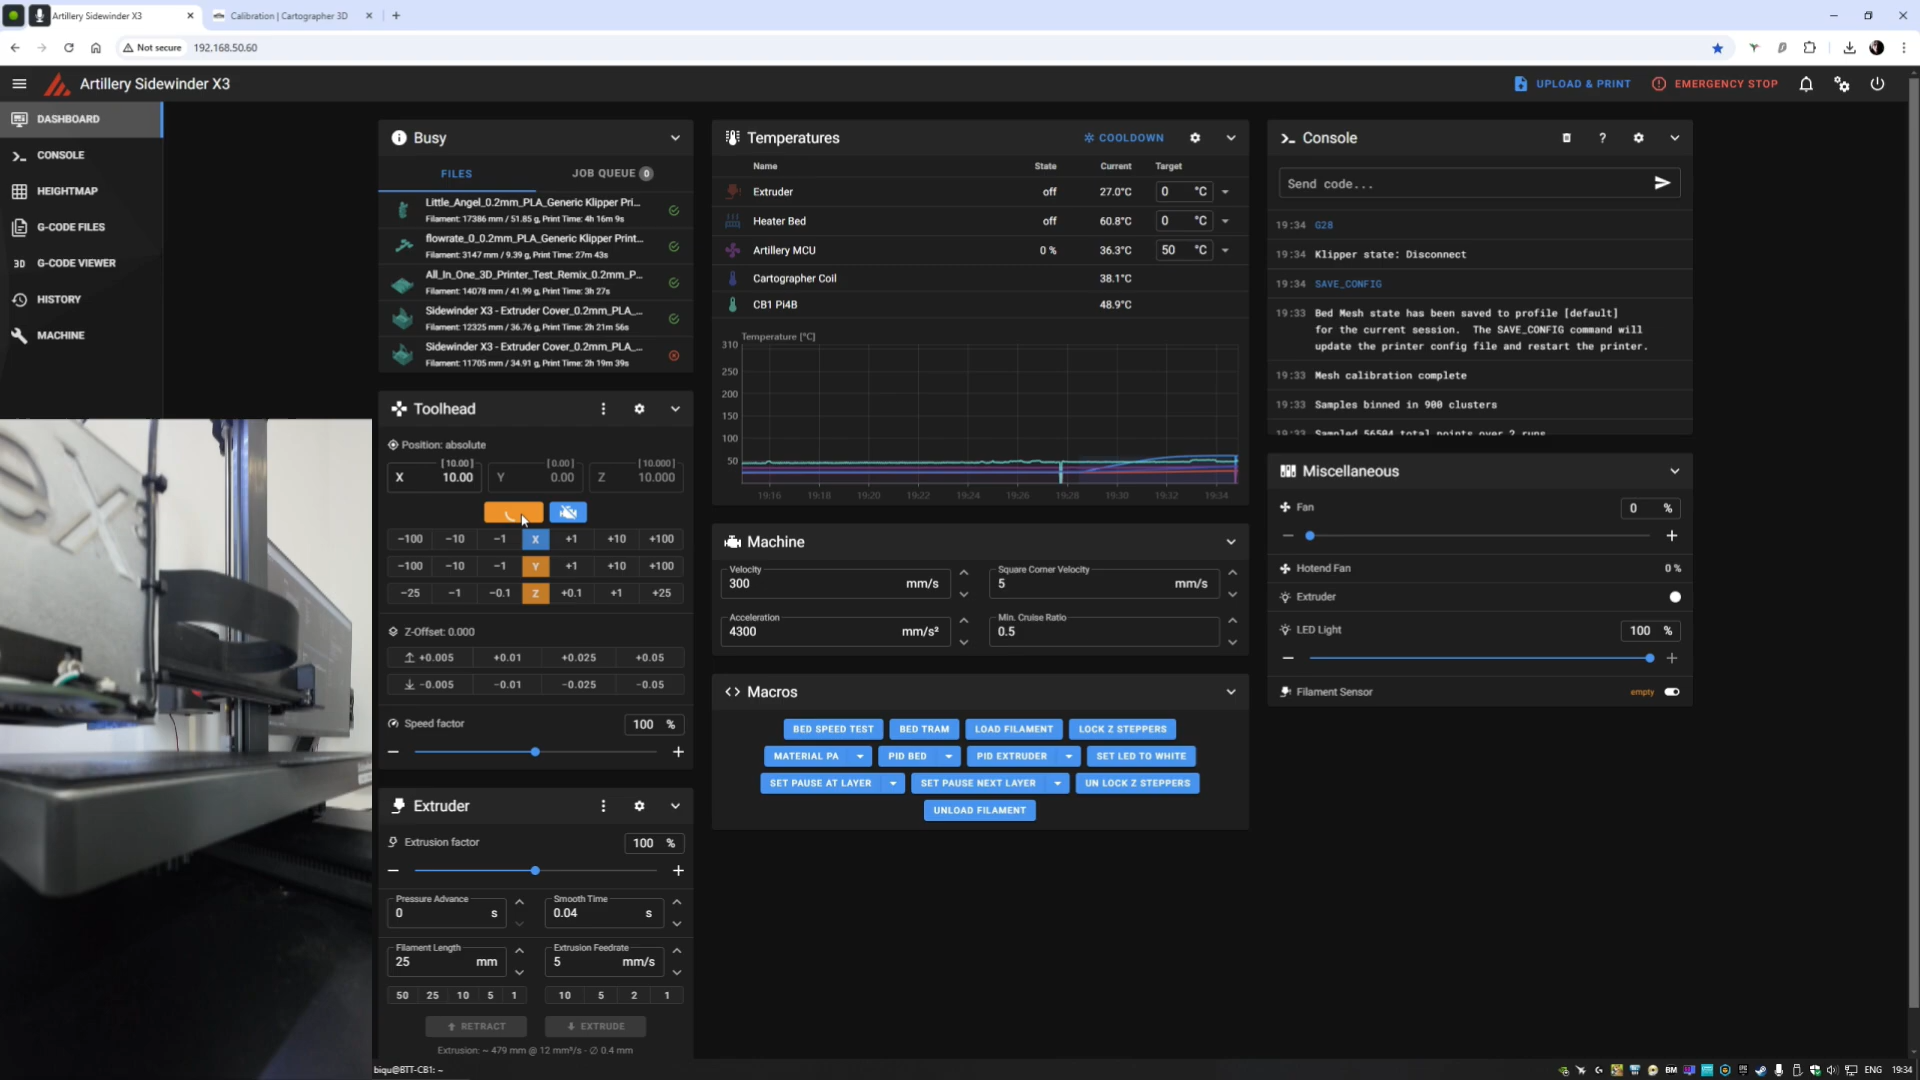 Artillery Sidewinder X3
Calibration | Cartographer 3D
Not secure
192.168.50.60
Artillery Sidewinder X3
UPLOAD & PRINT
EMERGENCY STOP
DASHBOARD
CONSOLE
HEIGHTMAP
G-CODE FILES
3D G-CODE VIEWER
HISTORY
MACHINE
Busy
FILES
JOB QUEUE 0
Little_Angel_0.2mm_PLA_Generic Klipper Pri...
Filament: 17386 mm / 51.85 g, Print Time: 4h 16m 9s
flowrate_0_0.2mm_PLA_Generic Klipper Print...
Filament: 3147 mm / 9.39 g, Print Time: 27m 43s
All_In_One_3D_Printer_Test_Remix_0.2mm_P...
Filament: 14078 mm / 41.99 g, Print Time: 3h 27s
Sidewinder X3 - Extruder Cover_0.2mm_PLA_...
Filament: 12325 mm / 36.76 g, Print Time: 2h 21m 56s
Sidewinder X3 - Extruder Cover_0.2mm_PLA_...
Filament: 11705 mm / 34.91 g, Print Time: 2h 19m 39s
Toolhead
Position: absolute
[10.00] [0.00] [10.000]
X 10.00 Y 0.00 Z 10.000
−100 −10 −1 X +1 +10 +100
−100 −10 −1 Y +1 +10 +100
−25 −1 −0.1 Z +0.1 +1 +25
Z-Offset: 0.000
+0.005 +0.01 +0.025 +0.05
−0.005 −0.01 −0.025 −0.05
Speed factor 100 %
Extruder
Extrusion factor 100 %
Pressure Advance
0 s
Smooth Time
0.04 s
Filament Length
25 mm
Extrusion Feedrate
5 mm/s
50 25 10 5 1
10 5 2 1
RETRACT
EXTRUDE
Extrusion: ~ 479 mm @ 12 mm³/s - ∅ 0.4 mm
Temperatures
COOLDOWN
Name State Current Target
Extruder off 27.0°C 0 °C
Heater Bed off 60.8°C 0 °C
Artillery MCU 0 % 36.3°C 50 °C
Cartographer Coil 38.1°C
CB1 Pi4B 48.9°C
Temperature [°C]
310
250
200
150
100
50
19:16 19:18 19:20 19:22 19:24 19:26 19:28 19:30 19:32 19:34
Machine
Velocity
300 mm/s
Square Corner Velocity
5 mm/s
Acceleration
4300 mm/s²
Min. Cruise Ratio
0.5
Macros
BED SPEED TEST
BED TRAM
LOAD FILAMENT
LOCK Z STEPPERS
MATERIAL PA
PID BED
PID EXTRUDER
SET LED TO WHITE
SET PAUSE AT LAYER
SET PAUSE NEXT LAYER
UN LOCK Z STEPPERS
UNLOAD FILAMENT
Console
Send code...
19:34 G28
19:34 Klipper state: Disconnect
19:34 SAVE_CONFIG
19:33 Bed Mesh state has been saved to profile [default]
for the current session. The SAVE_CONFIG command will
update the printer config file and restart the printer.
19:33 Mesh calibration complete
19:33 Samples binned in 900 clusters
19:33 Sampled 56504 total points over 2 runs
Miscellaneous
Fan 0 %
Hotend Fan 0 %
Extruder
LED Light 100 %
Filament Sensor empty
biqu@BTT-CB1: ~
BM
ENG 19:34